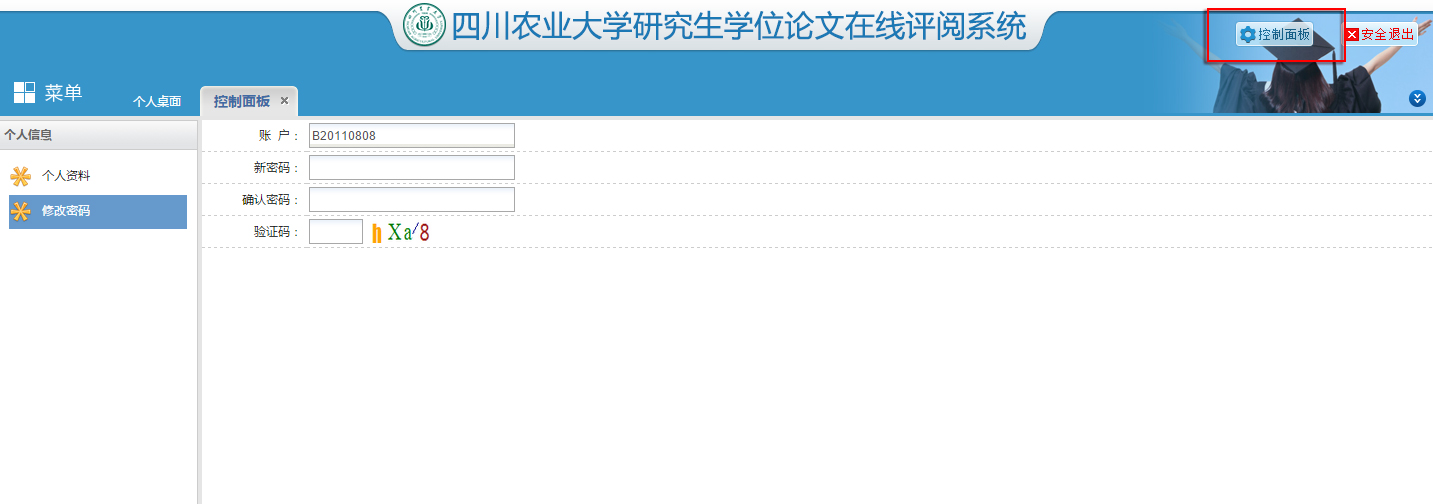 四川农业大学研究生学位论文在线评阅系统
控制面板
安全退出
菜单
个人桌面
控制面板
个人信息
个人资料
修改密码
账 户：
B20110808
新密码：
确认密码：
验证码：
hXa8